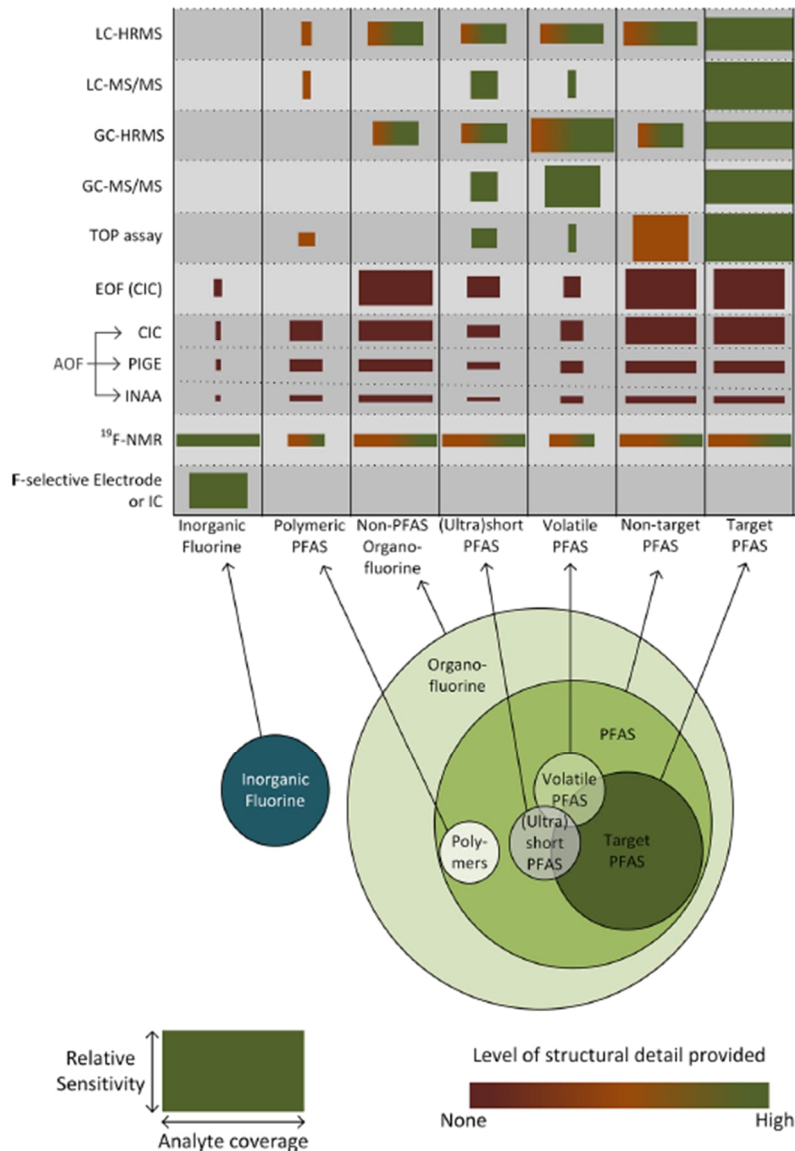 LC-HRMS
LC-MS/MS
GC-HRMS
GC-MS/MS
TOP assay
EOF (CIC)
CIC
AOF
PIGE
INAA
19F-NMR
F-selective Electrode
or IC
Inorganic
Fluorine
Polymeric
PFAS
Non-PFAS
Organo-
fluorine
(Ultra)short
PFAS
Volatile
PFAS
Non-target
PFAS
Target
PFAS
Organo-
fluorine
PFAS
Inorganic
Fluorine
Volatile
PFAS
(Ultra)
short
PFAS
Poly-
mers
Target
PFAS
Relative
Sensitivity
Analyte coverage
Level of structural detail provided
None
High